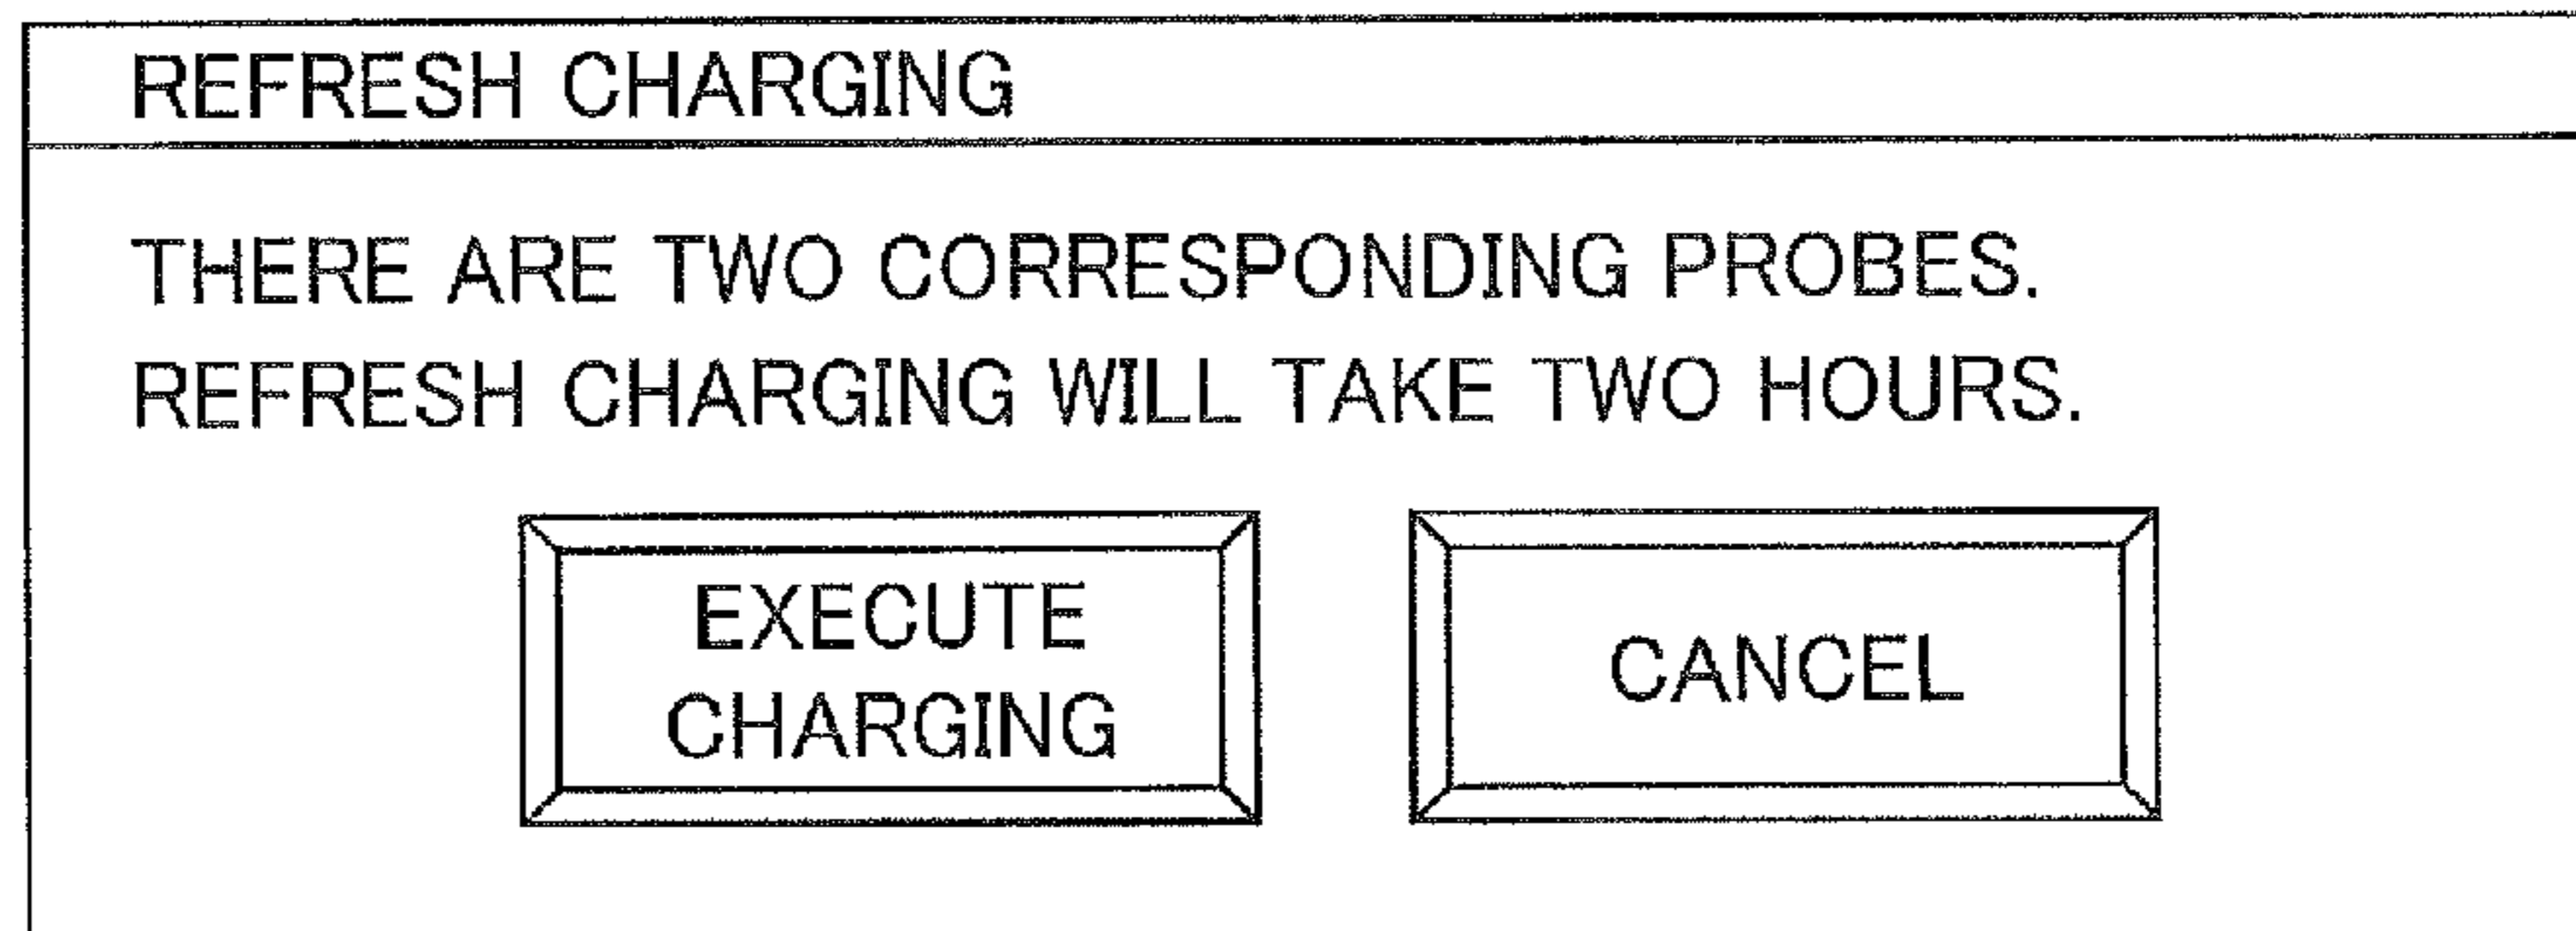 REFRESH CHARGING
THERE ARE TWO CORRESPONDING PROBES.
REFRESH CHARGING WILL TAKE TWO HOURS.
EXECUTE
CHARGING
CANCEL